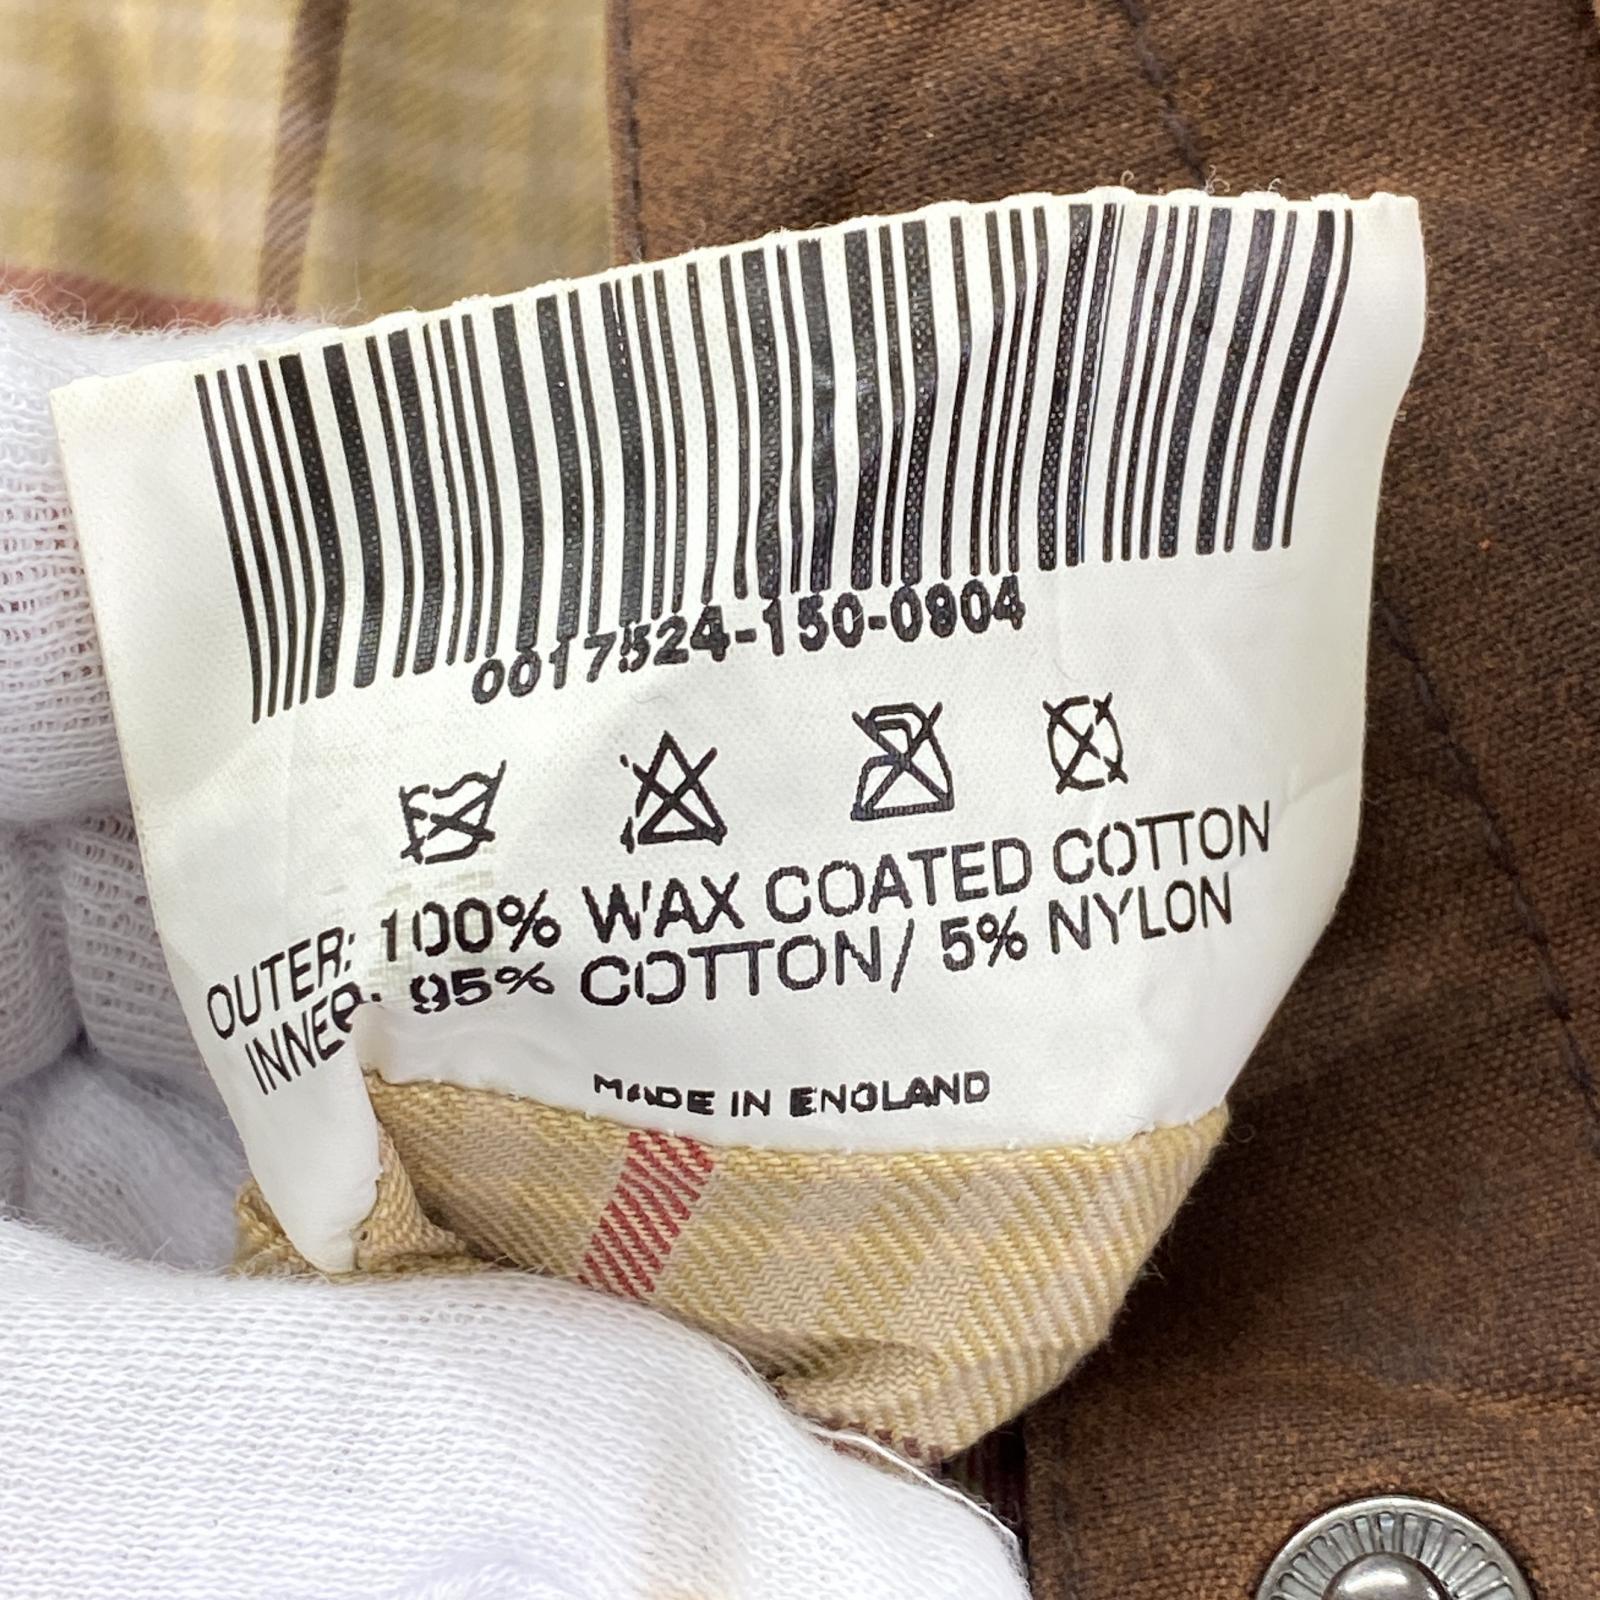 0017524-150-0804
OUTER: 100% WAX COATED COTTON
INNER: 95% COTTON/ 5% NYLON
MADE IN ENGLAND